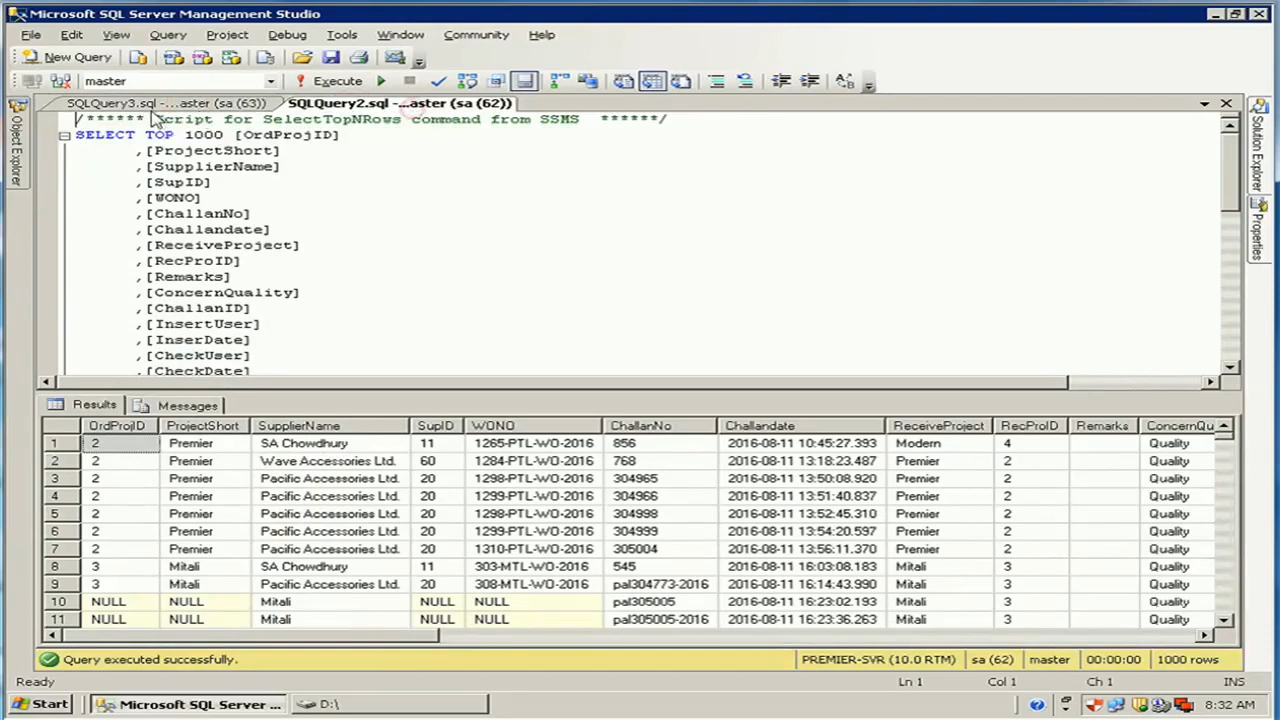 Microsoft SQL Server Management Studio
File Edit View Query Project Debug Tools Window Community Help
New Query
master Execute
SQLQuery3.sql -...aster (sa (63)) SQLQuery2.sql -...aster (sa (62))
/****** Script for SelectTopNRows command from SSMS ******/
SELECT TOP 1000 [OrdProjID]
,[ProjectShort]
,[SupplierName]
,[SupID]
,[WONO]
,[ChallanNo]
,[Challandate]
,[ReceiveProject]
,[RecProID]
,[Remarks]
,[ConcernQuality]
,[ChallanID]
,[InsertUser]
,[InserDate]
,[CheckUser]
,[CheckDate]
Object Explorer
Solution Explorer
Properties
Results Messages
OrdProjID ProjectShort SupplierName SupID WONO ChallanNo Challandate ReceiveProject RecProID Remarks ConcernQu
1 2 Premier SA Chowdhury 11 1265-PTL-WO-2016 856 2016-08-11 10:45:27.393 Modern 4 Quality
2 2 Premier Wave Accessories Ltd. 60 1284-PTL-WO-2016 768 2016-08-11 13:18:23.487 Premier 2 Quality
3 2 Premier Pacific Accessories Ltd. 20 1298-PTL-WO-2016 304965 2016-08-11 13:50:08.920 Premier 2 Quality
4 2 Premier Pacific Accessories Ltd. 20 1299-PTL-WO-2016 304966 2016-08-11 13:51:40.837 Premier 2 Quality
5 2 Premier Pacific Accessories Ltd. 20 1298-PTL-WO-2016 304998 2016-08-11 13:52:45.310 Premier 2 Quality
6 2 Premier Pacific Accessories Ltd. 20 1299-PTL-WO-2016 304999 2016-08-11 13:54:20.597 Premier 2 Quality
7 2 Premier Pacific Accessories Ltd. 20 1310-PTL-WO-2016 305004 2016-08-11 13:56:11.370 Premier 2 Quality
8 3 Mitali SA Chowdhury 11 303-MTL-WO-2016 545 2016-08-11 16:03:08.183 Mitali 3 Quality
9 3 Mitali Pacific Accessories Ltd. 20 308-MTL-WO-2016 pal304773-2016 2016-08-11 16:14:43.990 Mitali 3 Quality
10 NULL NULL Mitali NULL NULL pal305005 2016-08-11 16:23:02.193 Mitali 3 Quality
11 NULL NULL Mitali NULL NULL pal305005-2016 2016-08-11 16:23:36.263 Mitali 3 Quality
Query executed successfully. PREMIER-SVR (10.0 RTM) sa (62) master 00:00:00 1000 rows
Ready Ln 1 Col 1 Ch 1 INS
Start Microsoft SQL Server ... D:\ 8:32 AM